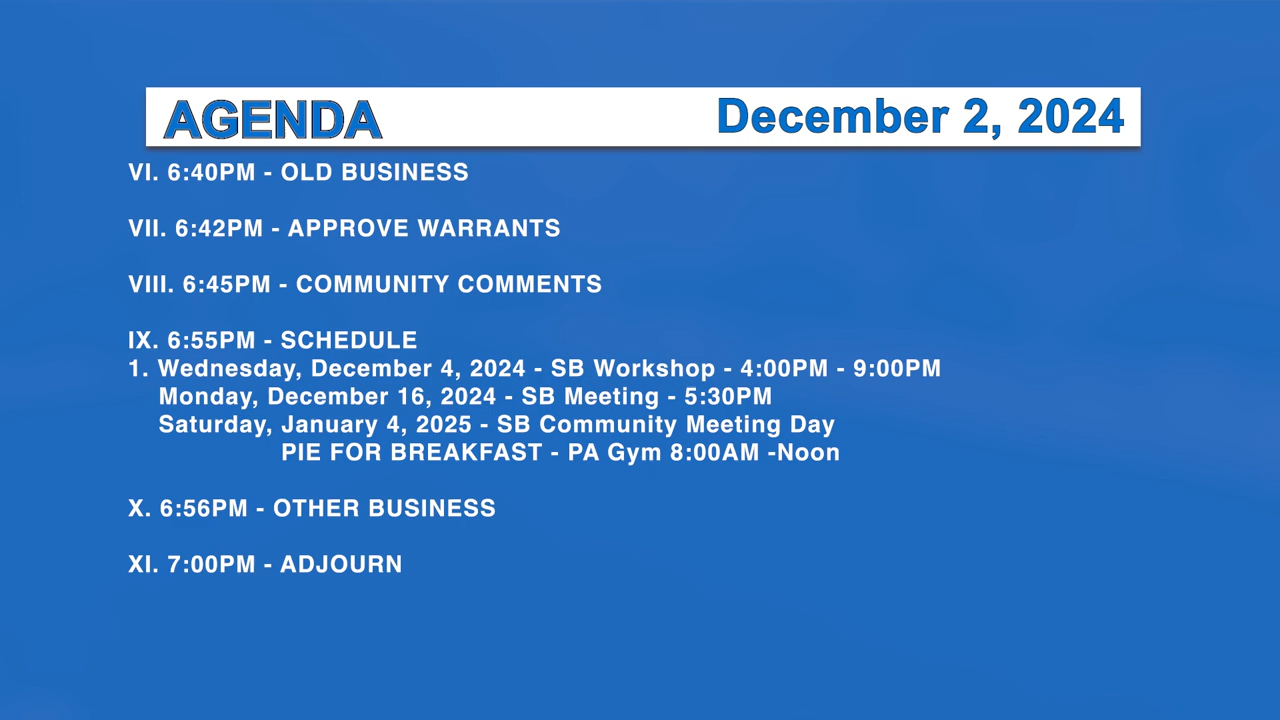 AGENDA December 2, 2024
VI. 6:40PM - OLD BUSINESS
VII. 6:42PM - APPROVE WARRANTS
VIII. 6:45PM - COMMUNITY COMMENTS
IX. 6:55PM - SCHEDULE
1. Wednesday, December 4, 2024 - SB Workshop - 4:00PM - 9:00PM
Monday, December 16, 2024 - SB Meeting - 5:30PM
Saturday, January 4, 2025 - SB Community Meeting Day
PIE FOR BREAKFAST - PA Gym 8:00AM -Noon
X. 6:56PM - OTHER BUSINESS
XI. 7:00PM - ADJOURN